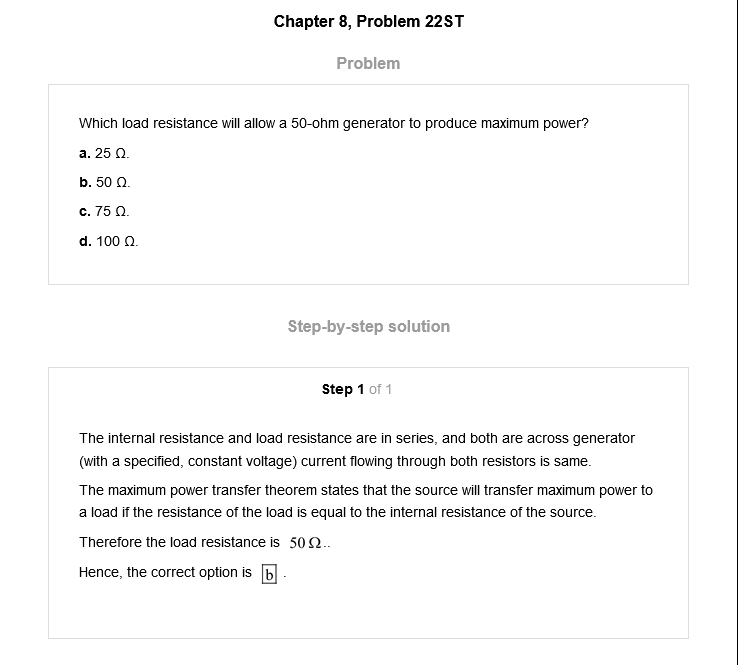 Chapter 8, Problem 22ST
Problem
Which load resistance will allow a 50-ohm generator to produce maximum power?
a. 25 Ω.
b. 50 Ω.
c. 75 Ω.
d. 100 Ω.
Step-by-step solution
Step 1 of 1
The internal resistance and load resistance are in series, and both are across generator
(with a specified, constant voltage) current flowing through both resistors is same.
The maximum power transfer theorem states that the source will transfer maximum power to
a load if the resistance of the load is equal to the internal resistance of the source.
Therefore the load resistance is 50 Ω..
Hence, the correct option is b .